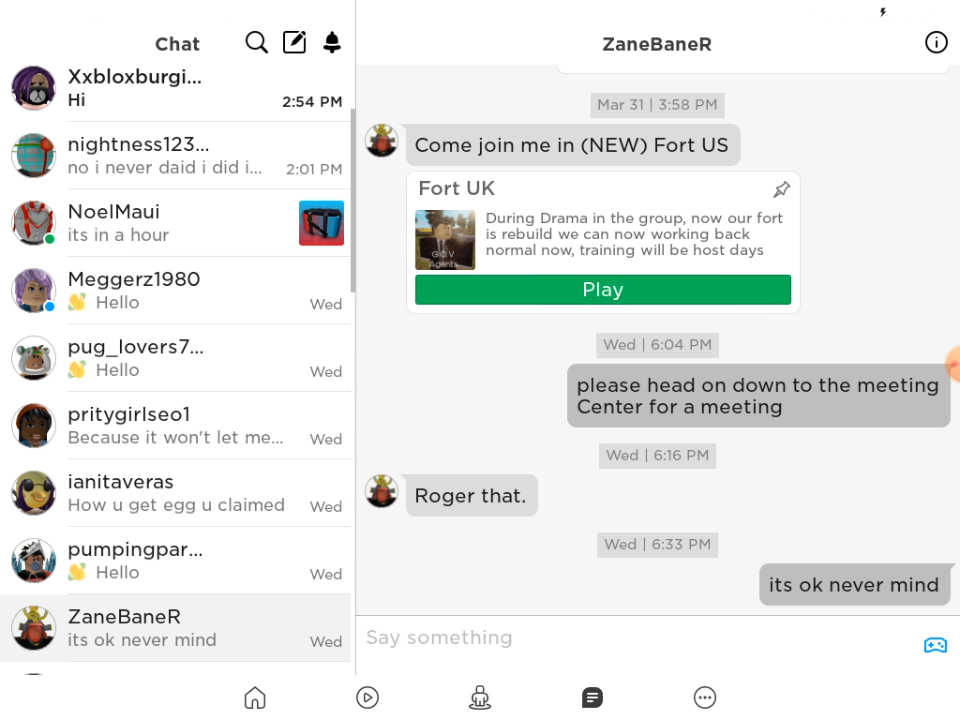 Chat
Xxbloxburgi...
Hi
2:54 PM
nightness123...
no i never daid i did i...
2:01 PM
NoelMaui
its in a hour
Meggerz1980
👋 Hello
Wed
pug_lovers7...
👋 Hello
Wed
pritygirlseo1
Because it won't let me...
Wed
ianitaveras
How u get egg u claimed
Wed
pumpingpar...
👋 Hello
Wed
ZaneBaneR
its ok never mind
Wed
ZaneBaneR
Mar 31 | 3:58 PM
Come join me in (NEW) Fort US
Fort UK
During Drama in the group, now our fort
is rebuild we can now working back
normal now, training will be host days
G.O.V
Agents
Play
Wed | 6:04 PM
please head on down to the meeting
Center for a meeting
Wed | 6:16 PM
Roger that.
Wed | 6:33 PM
its ok never mind
Say something